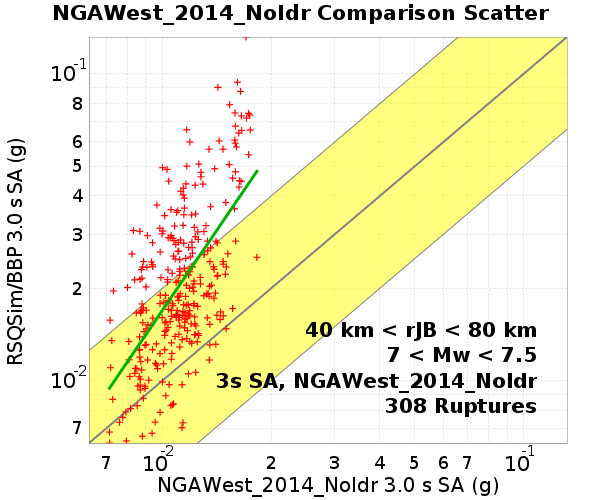 NGAWest_2014_NoIdr Comparison Scatter
RSQSim/BBP 3.0 s SA (g)
10-1
8
6
5
4
3
2
10-2
7
40 km < rJB < 80 km
7 < Mw < 7.5
3s SA, NGAWest_2014_NoIdr
308 Ruptures
7 10-2 2 3 4 5 6 7 10-1
NGAWest_2014_NoIdr 3.0 s SA (g)